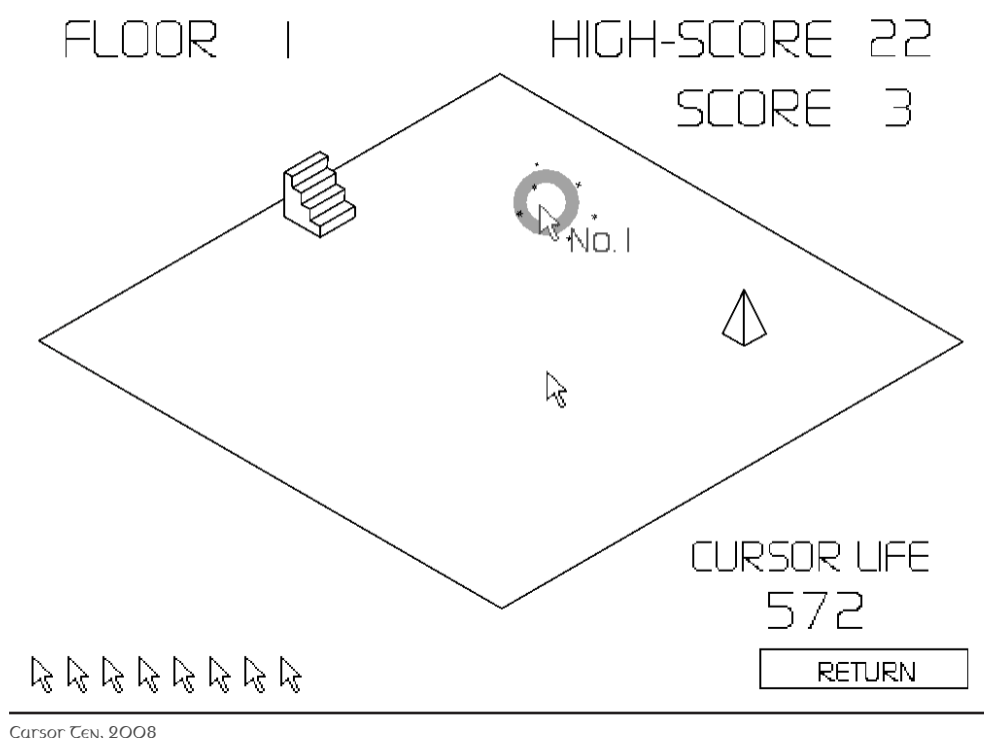 FLOOR 1
HIGH-SCORE 22
SCORE 3
No.1
CURSOR LIFE
572
RETURN
Cursor Ten, 2008